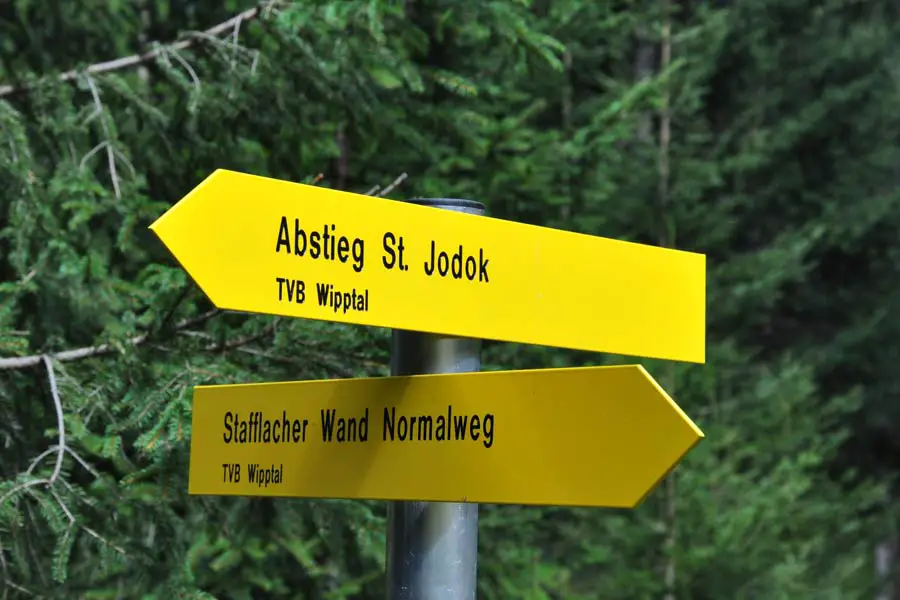 Abstieg St. Jodok
TVB Wipptal
Stafflacher Wand Normalweg
TVB Wipptal